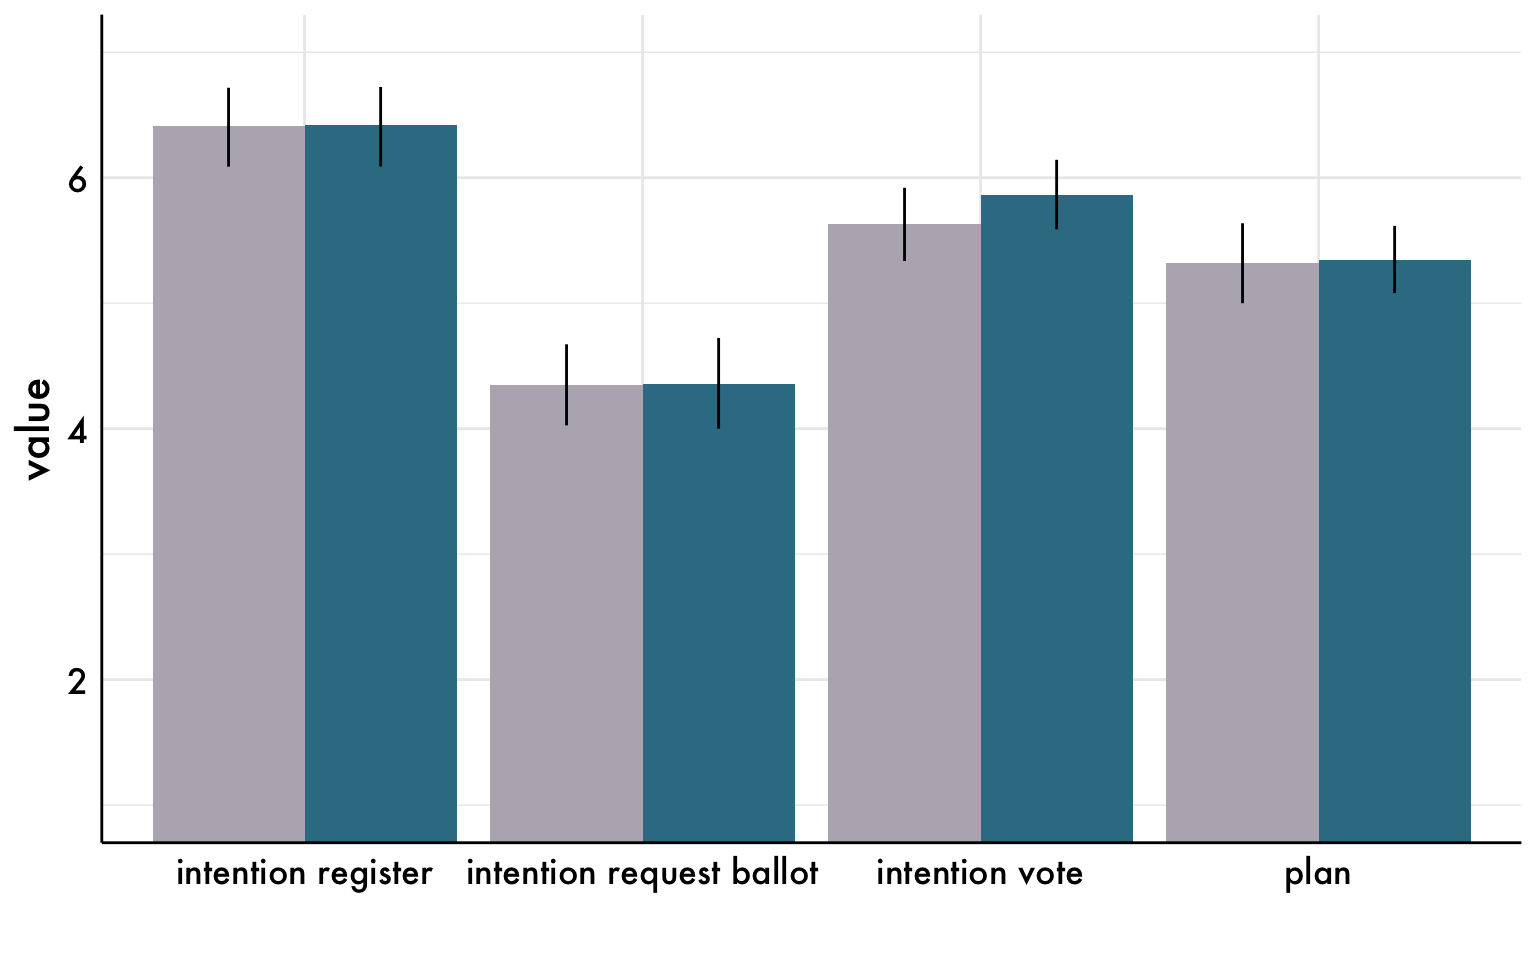 value
6
4
2
intention register
intention request ballot
intention vote
plan